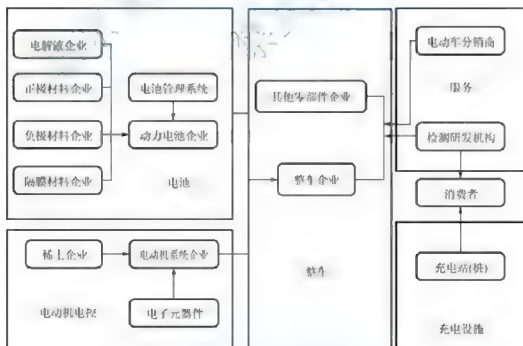 电解液企业
正极材料企业
负极材料企业
隔膜材料企业
电池管理系统
动力电池企业
电池
稀土企业
电动机系统企业
电动机电控
电子元器件
其他零部件企业
整车企业
整车
电动车分销商
服务
检测研发机构
消费者
充电站(桩)
充电设施